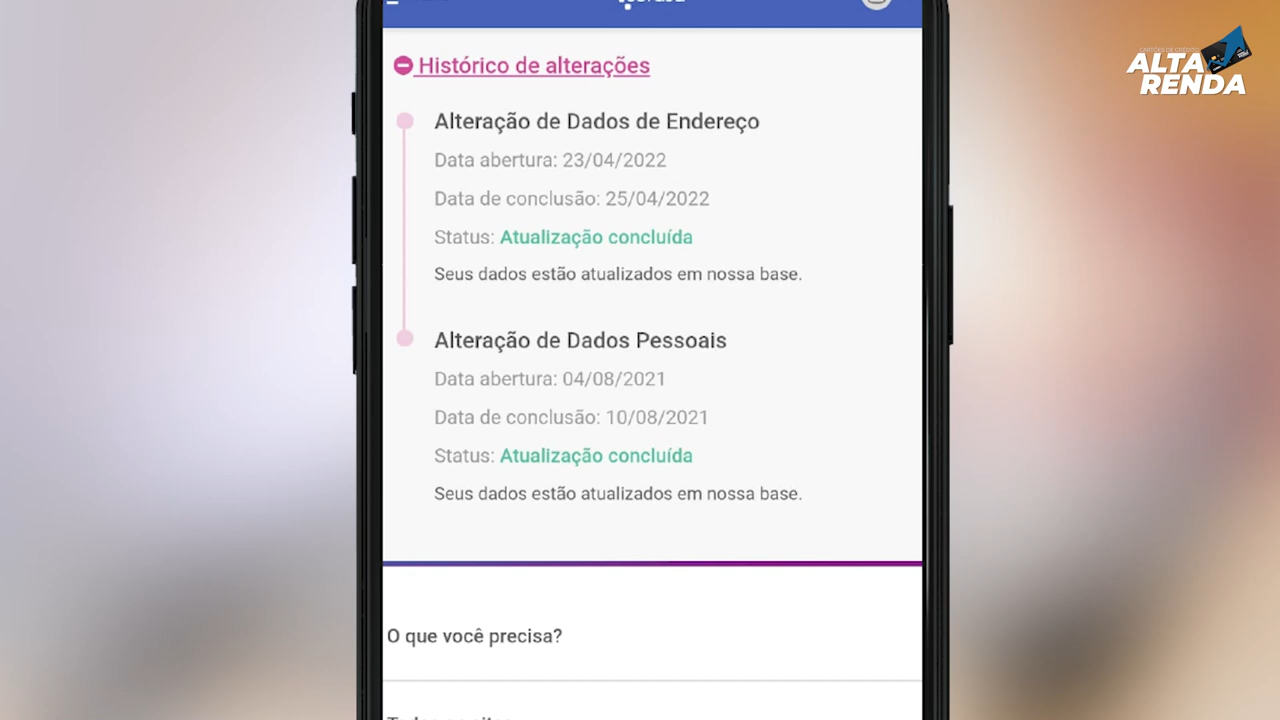 CARTÕES DE CRÉDITO
ALTA
RENDA
Histórico de alterações
Alteração de Dados de Endereço
Data abertura: 23/04/2022
Data de conclusão: 25/04/2022
Status: Atualização concluída
Seus dados estão atualizados em nossa base.
Alteração de Dados Pessoais
Data abertura: 04/08/2021
Data de conclusão: 10/08/2021
Status: Atualização concluída
Seus dados estão atualizados em nossa base.
O que você precisa?